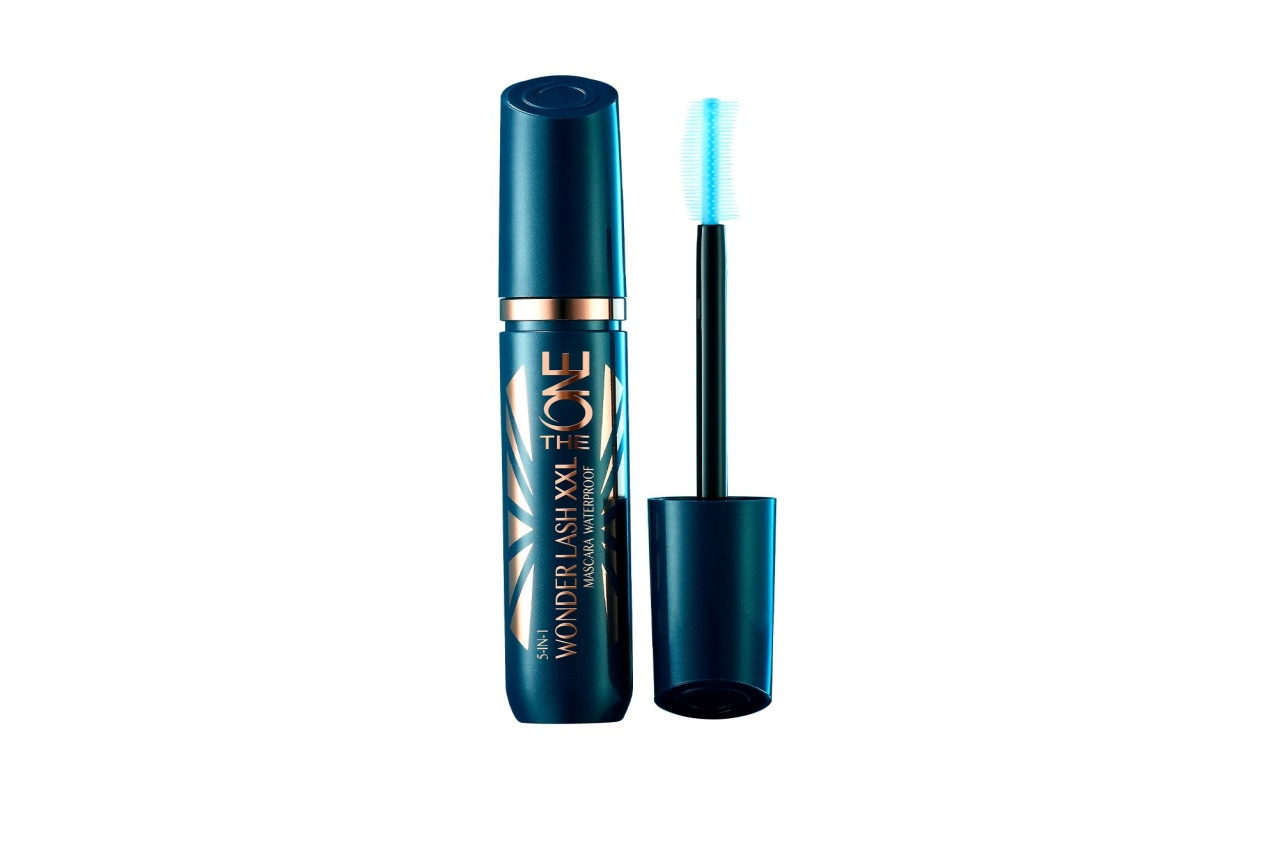 THE ONE
5-IN-1
WONDER LASH XXL
MASCARA WATERPROOF